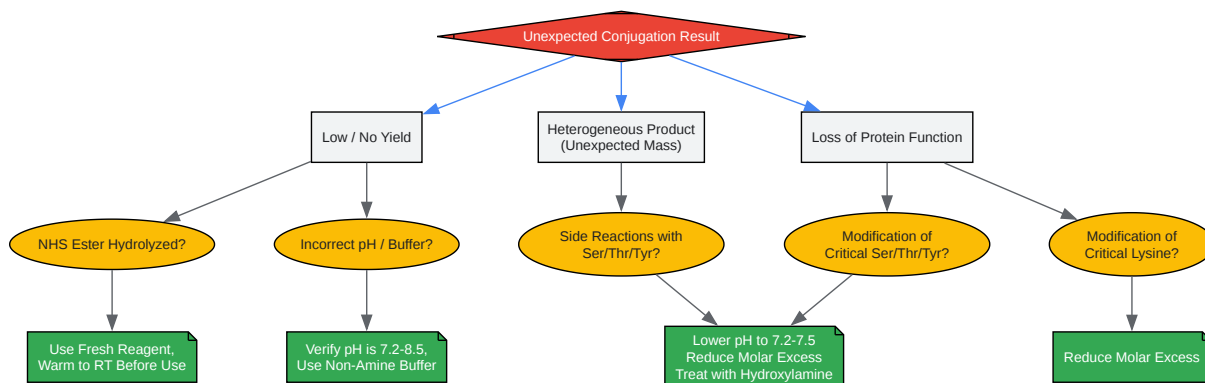 Unexpected Conjugation Result
Low / No Yield
Heterogeneous Product
(Unexpected Mass)
Loss of Protein Function
NHS Ester Hydrolyzed?
Incorrect pH / Buffer?
Side Reactions with
Ser/Thr/Tyr?
Modification of
Critical Ser/Thr/Tyr?
Modification of
Critical Lysine?
Use Fresh Reagent,
Warm to RT Before Use
Verify pH is 7.2-8.5,
Use Non-Amine Buffer
Lower pH to 7.2-7.5
Reduce Molar Excess
Treat with Hydroxylamine
Reduce Molar Excess